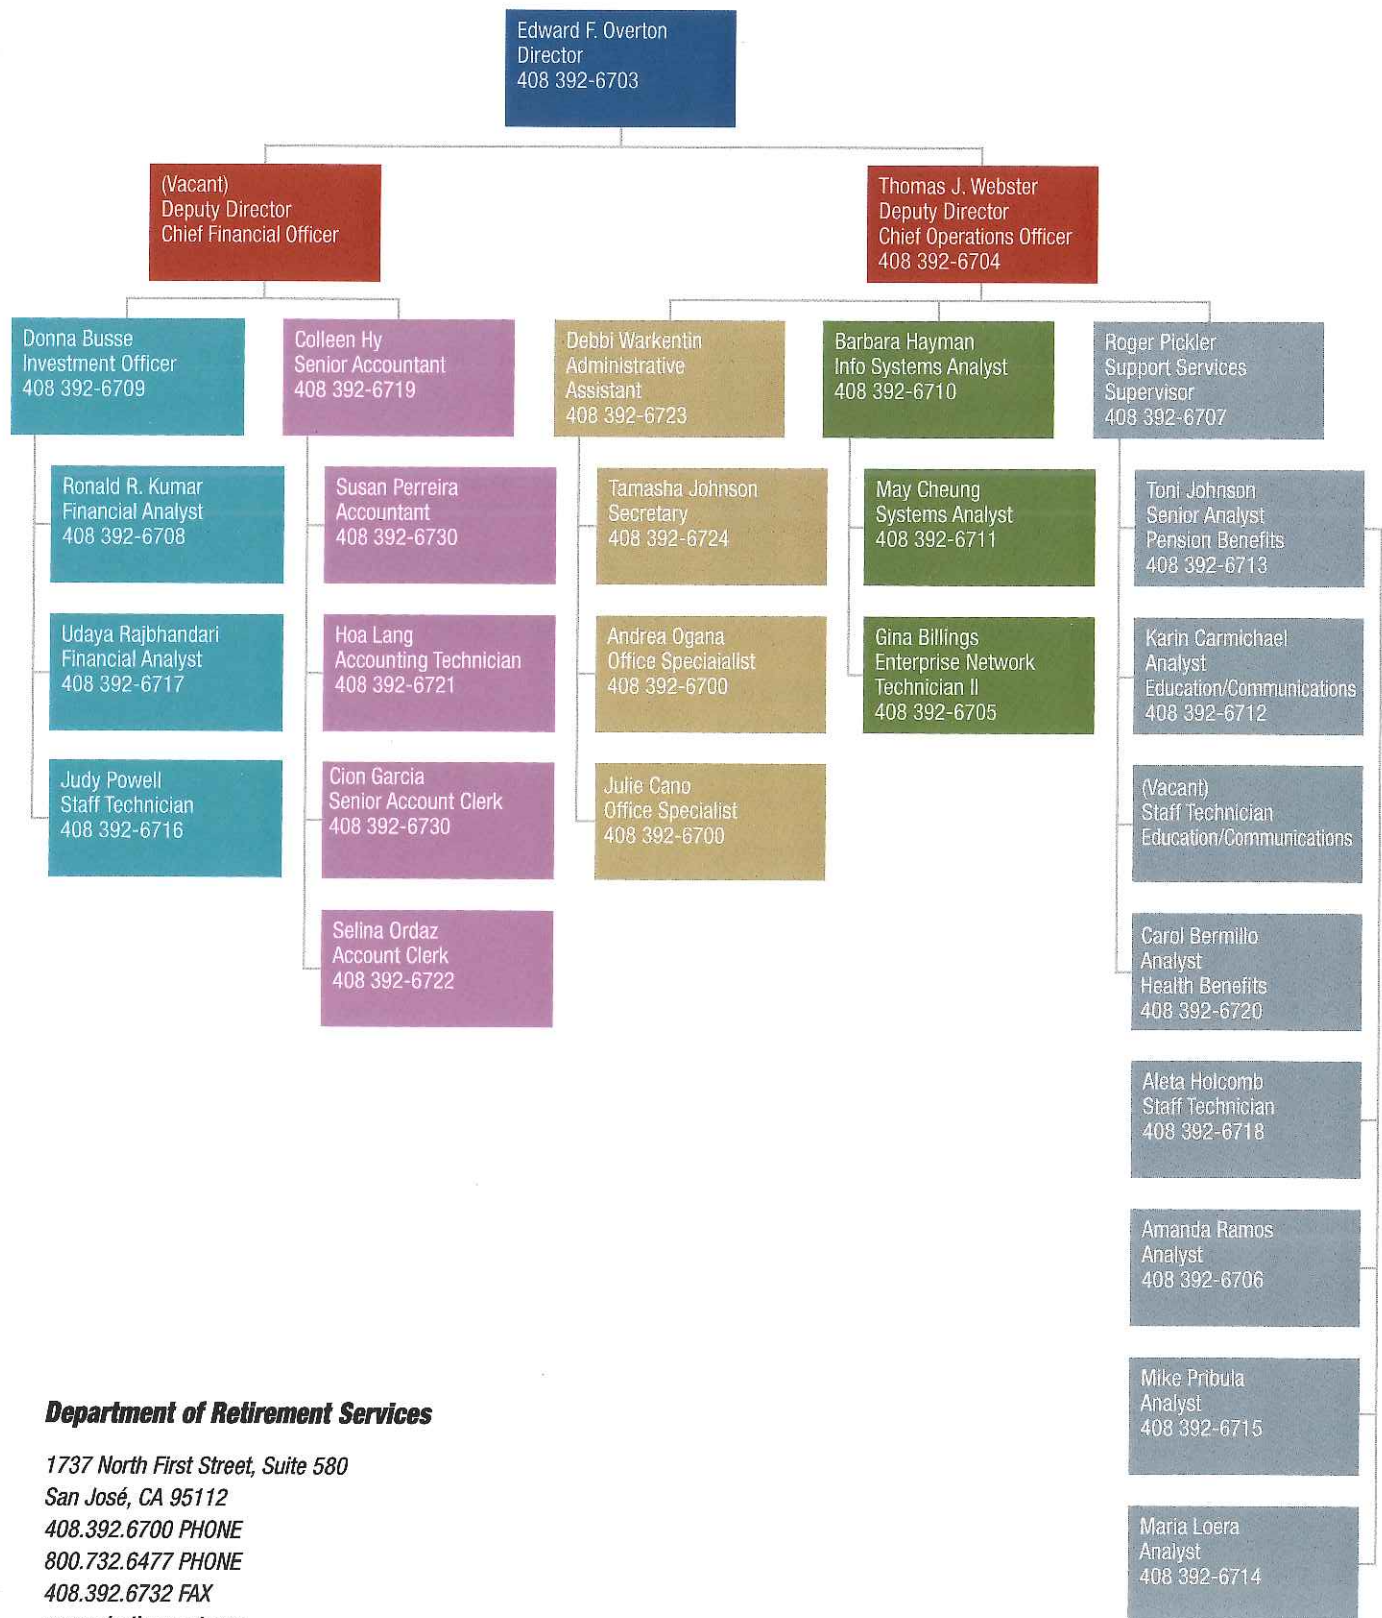 Edward F. Overton
Director
408 392-6703
(Vacant)
Deputy Director
Chief Financial Officer
Thomas J. Webster
Deputy Director
Chief Operations Officer
408 392-6704
Donna Busse
Investment Officer
408 392-6709
Colleen Hy
Senior Accountant
408 392-6719
Debbi Warkentin
Administrative
Assistant
408 392-6723
Barbara Hayman
Info Systems Analyst
408 392-6710
Roger Pickler
Support Services
Supervisor
408 392-6707
Ronald R. Kumar
Financial Analyst
408 392-6708
Udaya Rajbhandari
Financial Analyst
408 392-6717
Judy Powell
Staff Technician
408 392-6716
Susan Perreira
Accountant
408 392-6730
Hoa Lang
Accounting Technician
408 392-6721
Cion Garcia
Senior Account Clerk
408 392-6730
Selina Ordaz
Account Clerk
408 392-6722
Tamasha Johnson
Secretary
408 392-6724
Andrea Ogana
Office Speciaialist
408 392-6700
Julie Cano
Office Specialist
408 392-6700
May Cheung
Systems Analyst
408 392-6711
Gina Billings
Enterprise Network
Technician II
408 392-6705
Toni Johnson
Senior Analyst
Pension Benefits
408 392-6713
Karin Carmichael
Analyst
Education/Communications
408 392-6712
(Vacant)
Staff Technician
Education/Communications
Carol Bermillo
Analyst
Health Benefits
408 392-6720
Aleta Holcomb
Staff Technician
408 392-6718
Amanda Ramos
Analyst
408 392-6706
Mike Pribula
Analyst
408 392-6715
Maria Loera
Analyst
408 392-6714
Department of Retirement Services
1737 North First Street, Suite 580
San José, CA 95112
408.392.6700 PHONE
800.732.6477 PHONE
408.392.6732 FAX